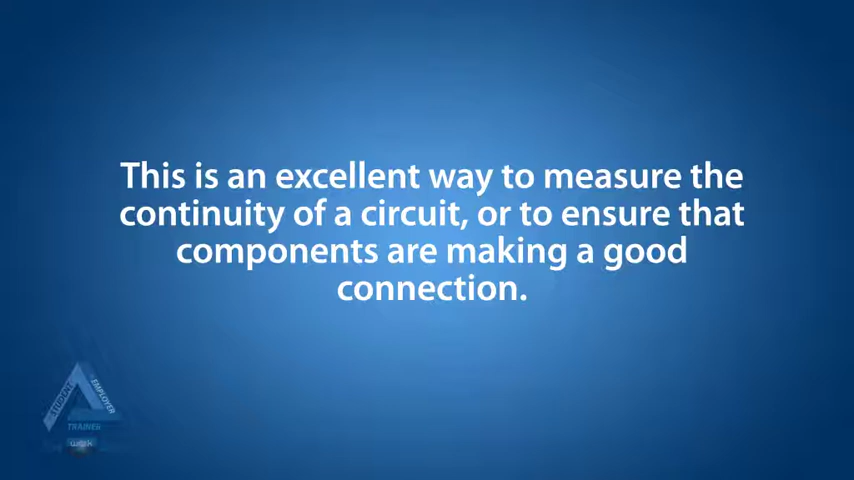 This is an excellent way to measure the
continuity of a circuit, or to ensure that
components are making a good
connection.
STUDENT
EMPLOYER
TRAINER